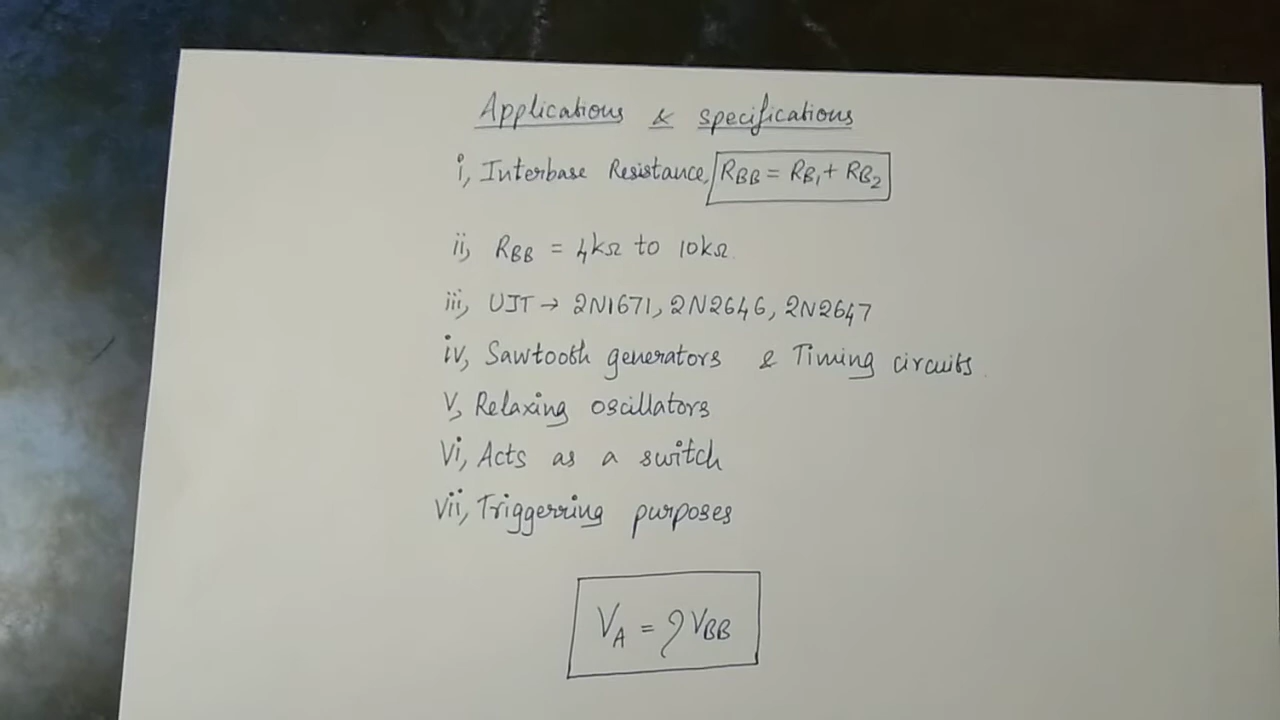 Applications & specifications
i, Interbase Resistance, RBB = RB1 + RB2
ii, RBB = 4kΩ to 10kΩ.
iii, UJT → 2N1671, 2N2646, 2N2647
iv, Sawtooth generators & Timing circuits.
v, Relaxing oscillators
vi, Acts as a switch
vii, Triggerring purposes
VA = η VBB